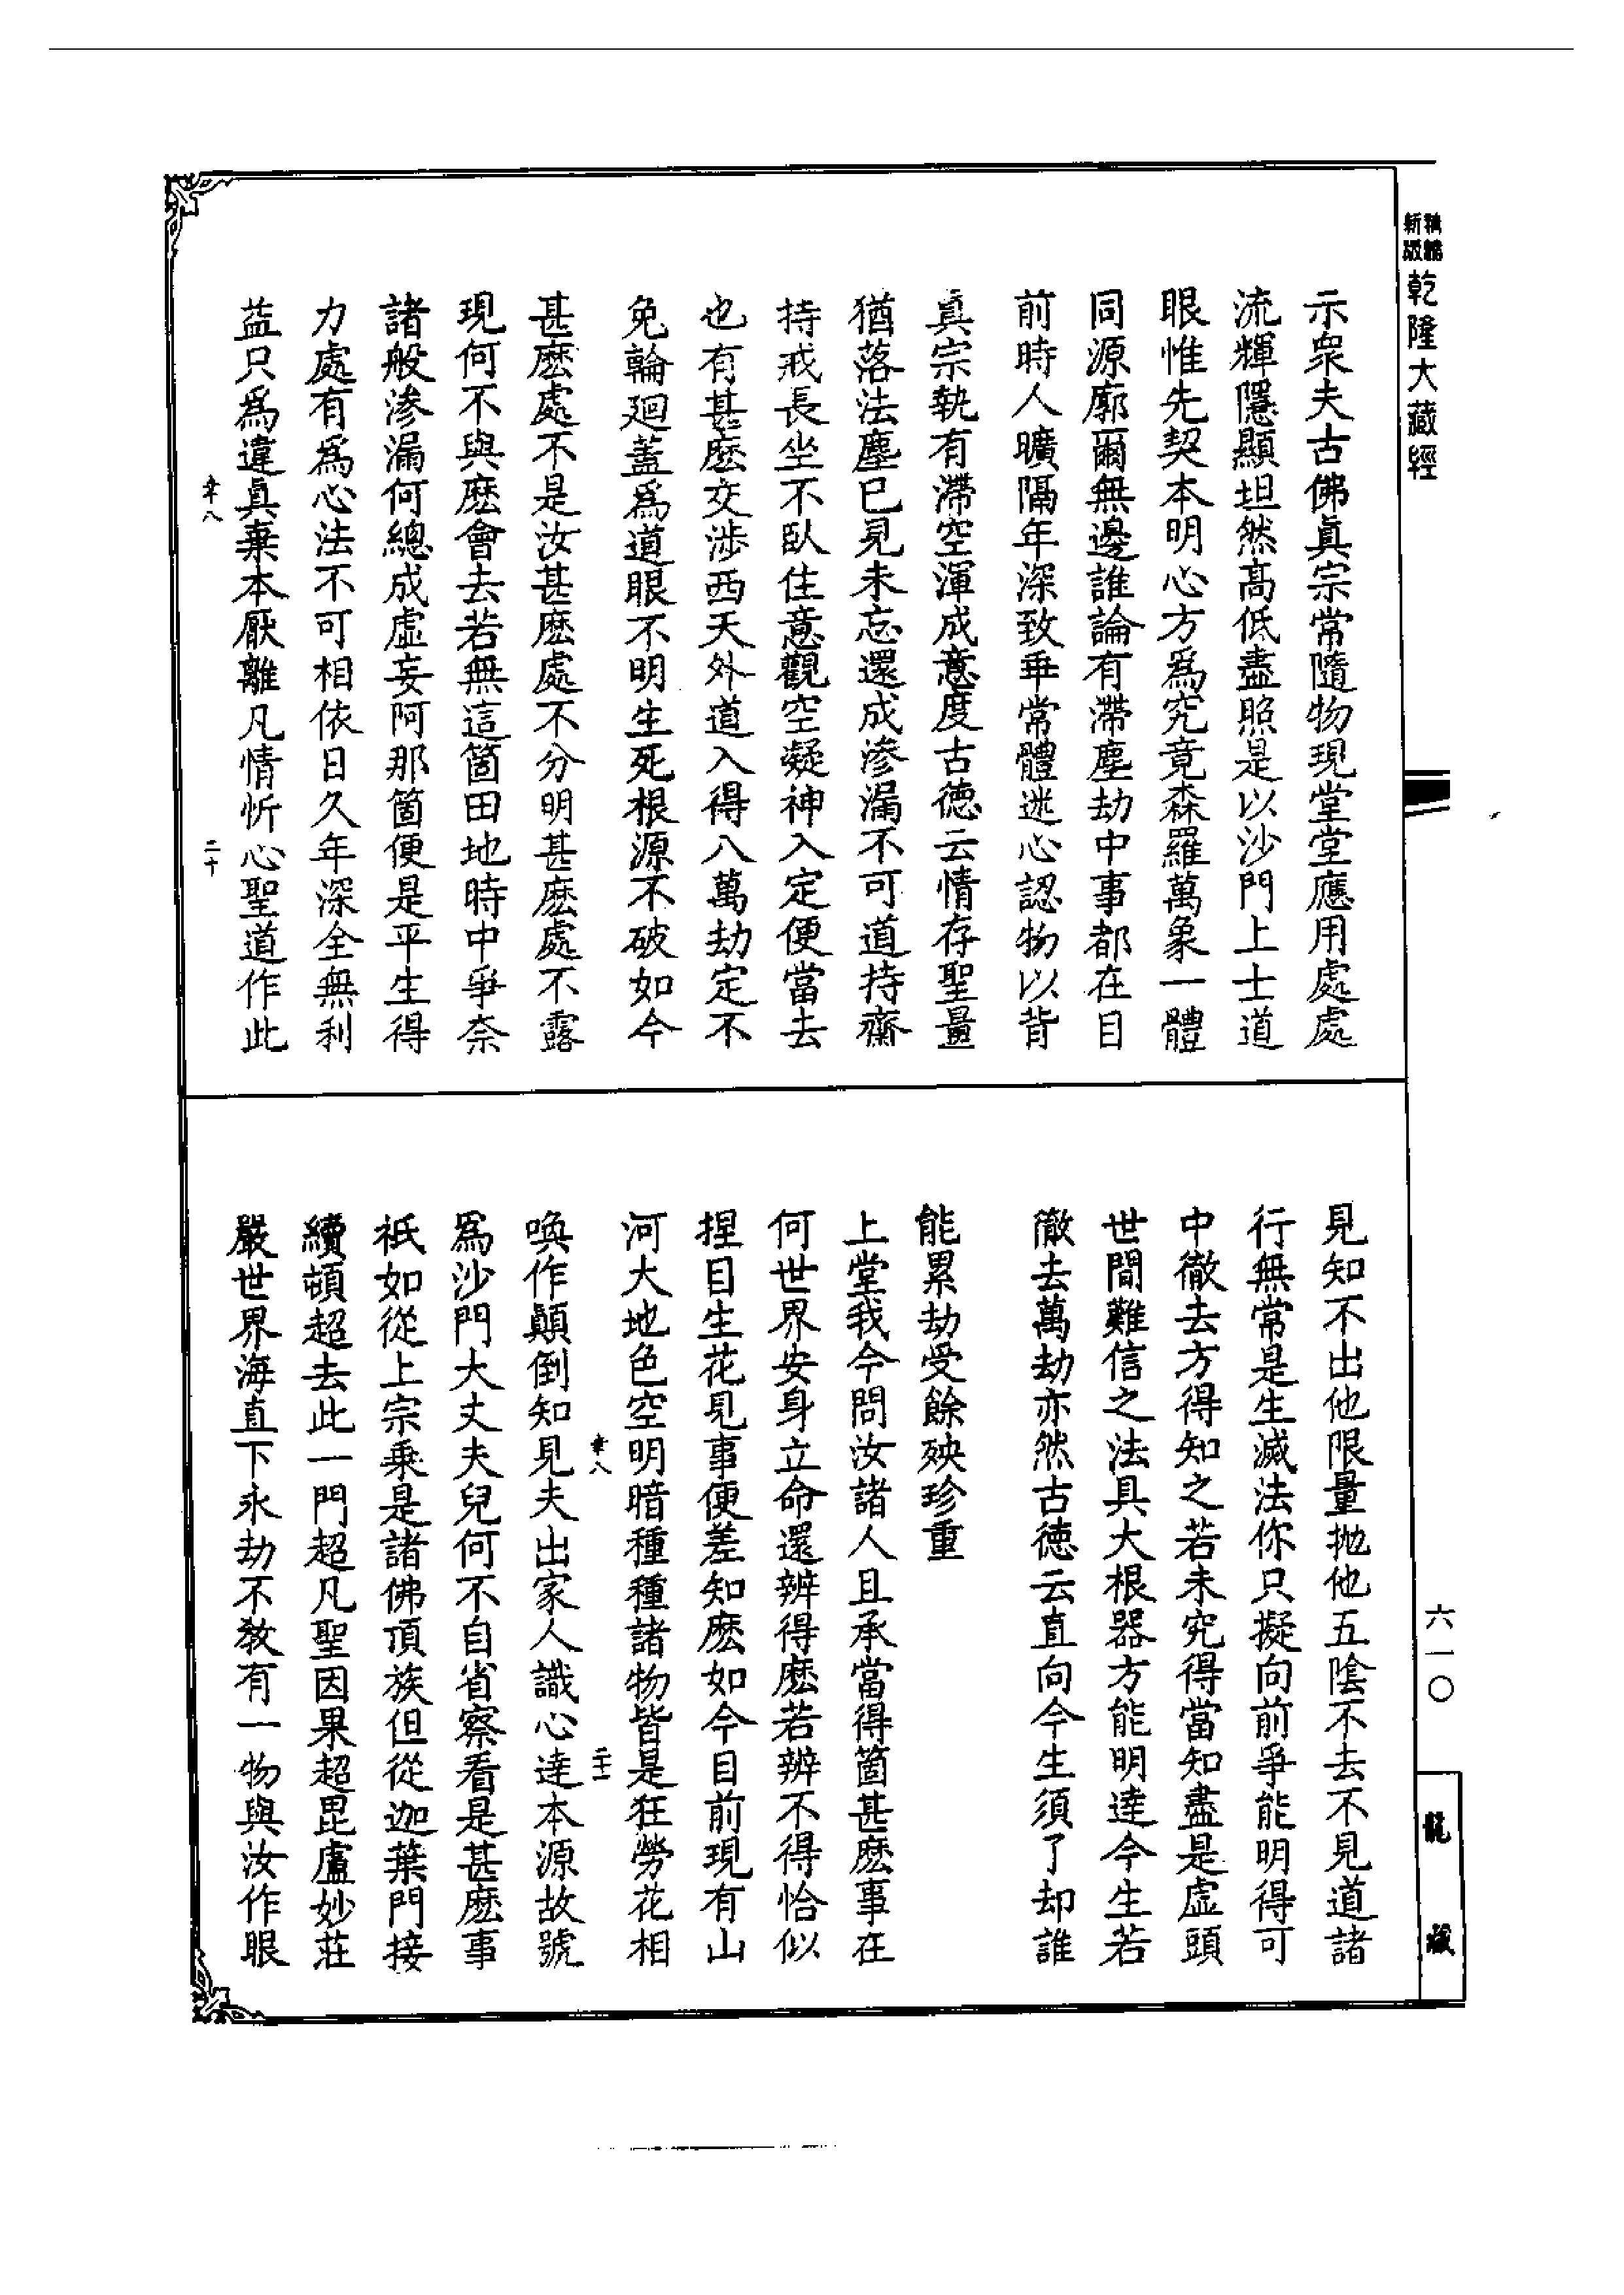 精縮新版
乾隆大藏經
示衆夫古佛眞宗常隨物現堂堂應用處處
流輝隱顯坦然高低盡照是以沙門上士道
眼惟先契本明心方爲究竟森羅萬象一體
同源廓爾無邊誰論有滯塵劫中事都在目
前時人曠隔年深致乖常體迷心認物以背
眞宗執有滯空渾成意度古德云情存聖量
猶落法塵已見未忘還成滲漏不可道持齋
持戒長坐不臥住意觀空凝神入定便當去
也有甚麽交涉西天外道入得八萬劫定不
免輪廻蓋爲道眼不明生死根源不破如今
甚麽處不是汝甚麽處不分明甚麽處不露
現何不與麽會去若無這箇田地時中爭奈
諸般滲漏何總成虛妄阿那箇便是平生得
力處有爲心法不可相依日久年深全無利
益只爲違眞棄本厭離凡情忻心聖道作此
幸八
二十
見知不出他限量拋他五陰不去不見道諸
行無常是生滅法你只擬向前爭能明得可
中徹去方得知之若未究得當知盡是虛頭
世間難信之法具大根器方能明達今生若
徹去萬劫亦然古德云直向今生須了却誰
能累劫受餘殃珍重
上堂我今問汝諸人且承當得箇甚麽事在
何世界安身立命還辨得麽若辨不得恰似
捏目生花見事便差知麽如今目前現有山
河大地色空明暗種種諸物皆是狂勞花相
幸八
二十一
喚作顚倒知見夫出家人識心達本源故號
爲沙門大丈夫兒何不自省察看是甚麽事
祇如從上宗乘是諸佛頂族但從迦葉門接
續頓超去此一門超凡聖因果超毘盧妙莊
嚴世界海直下永劫不教有一物與汝作眼
六一〇
龍藏